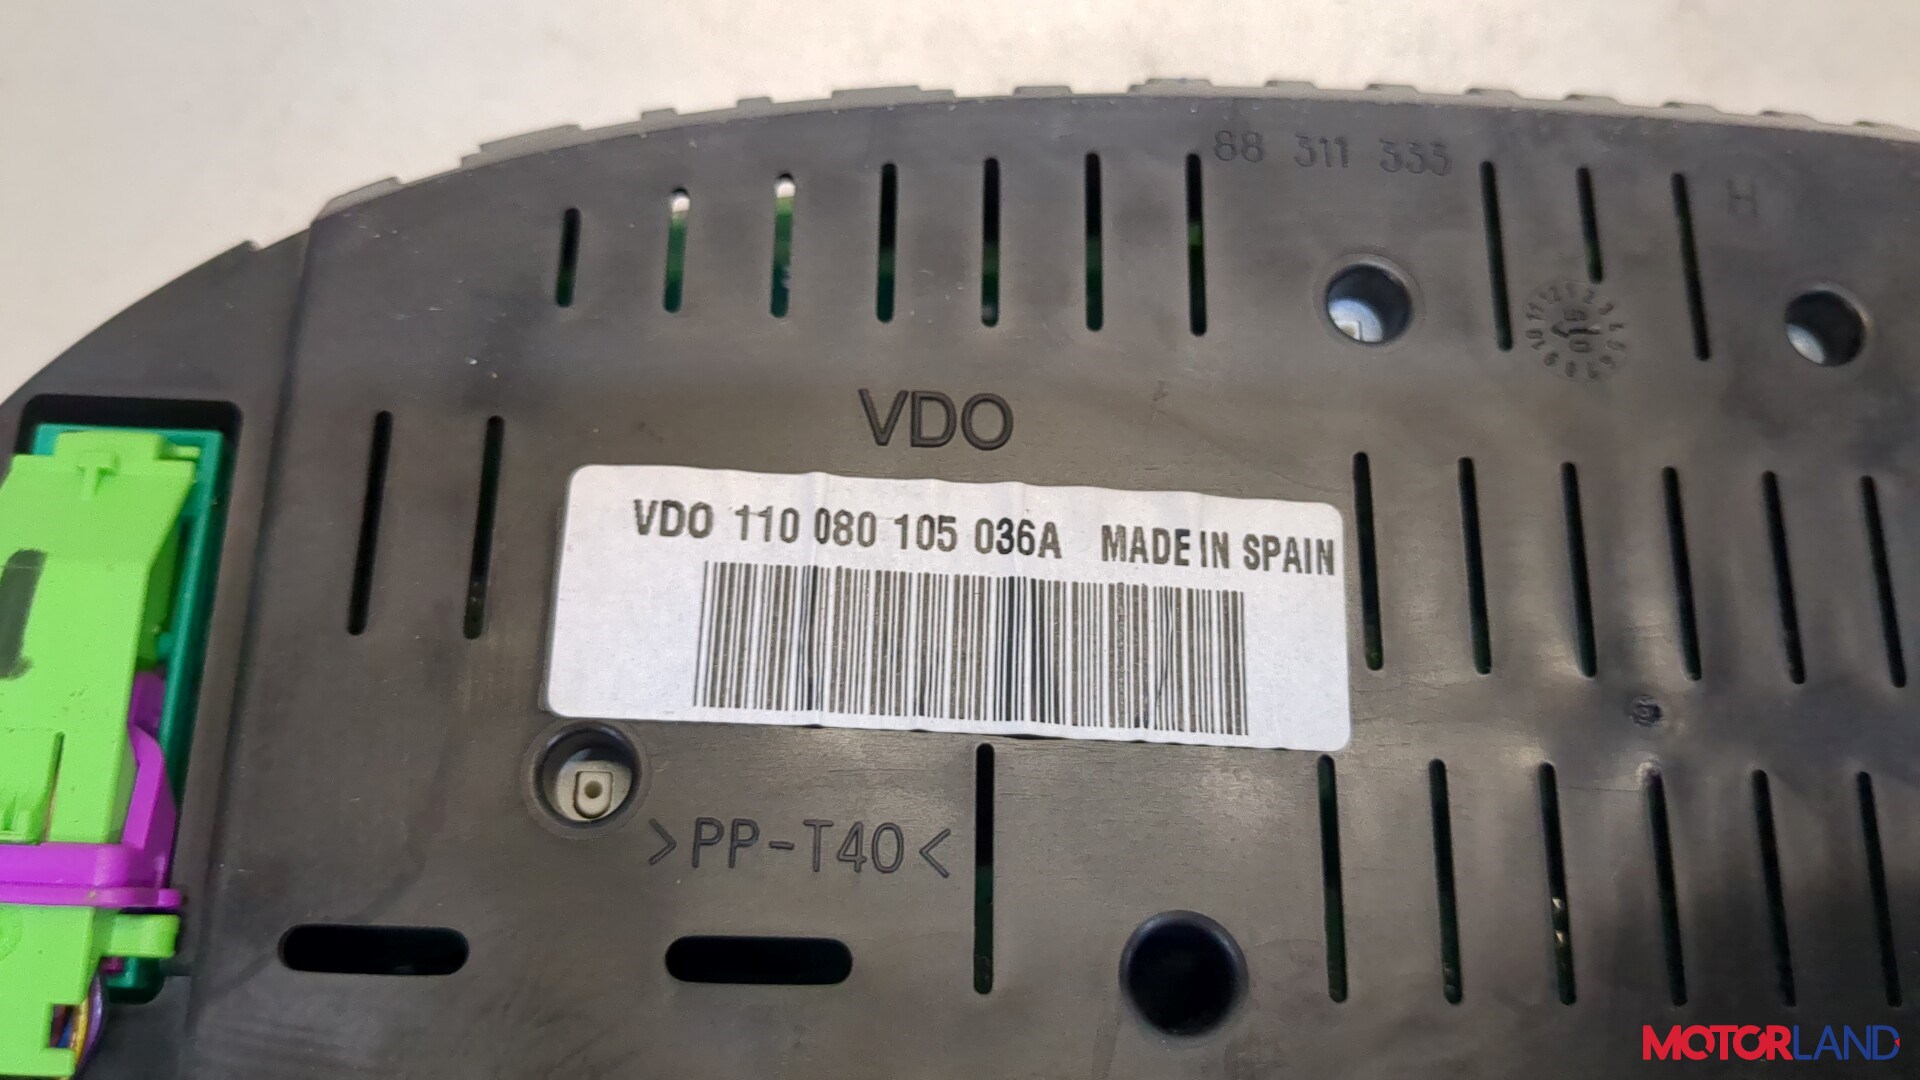 88 311 333
H
VDO
VDO 110 080 105 036A MADE IN SPAIN
>PP-T40<
MOTORLAND